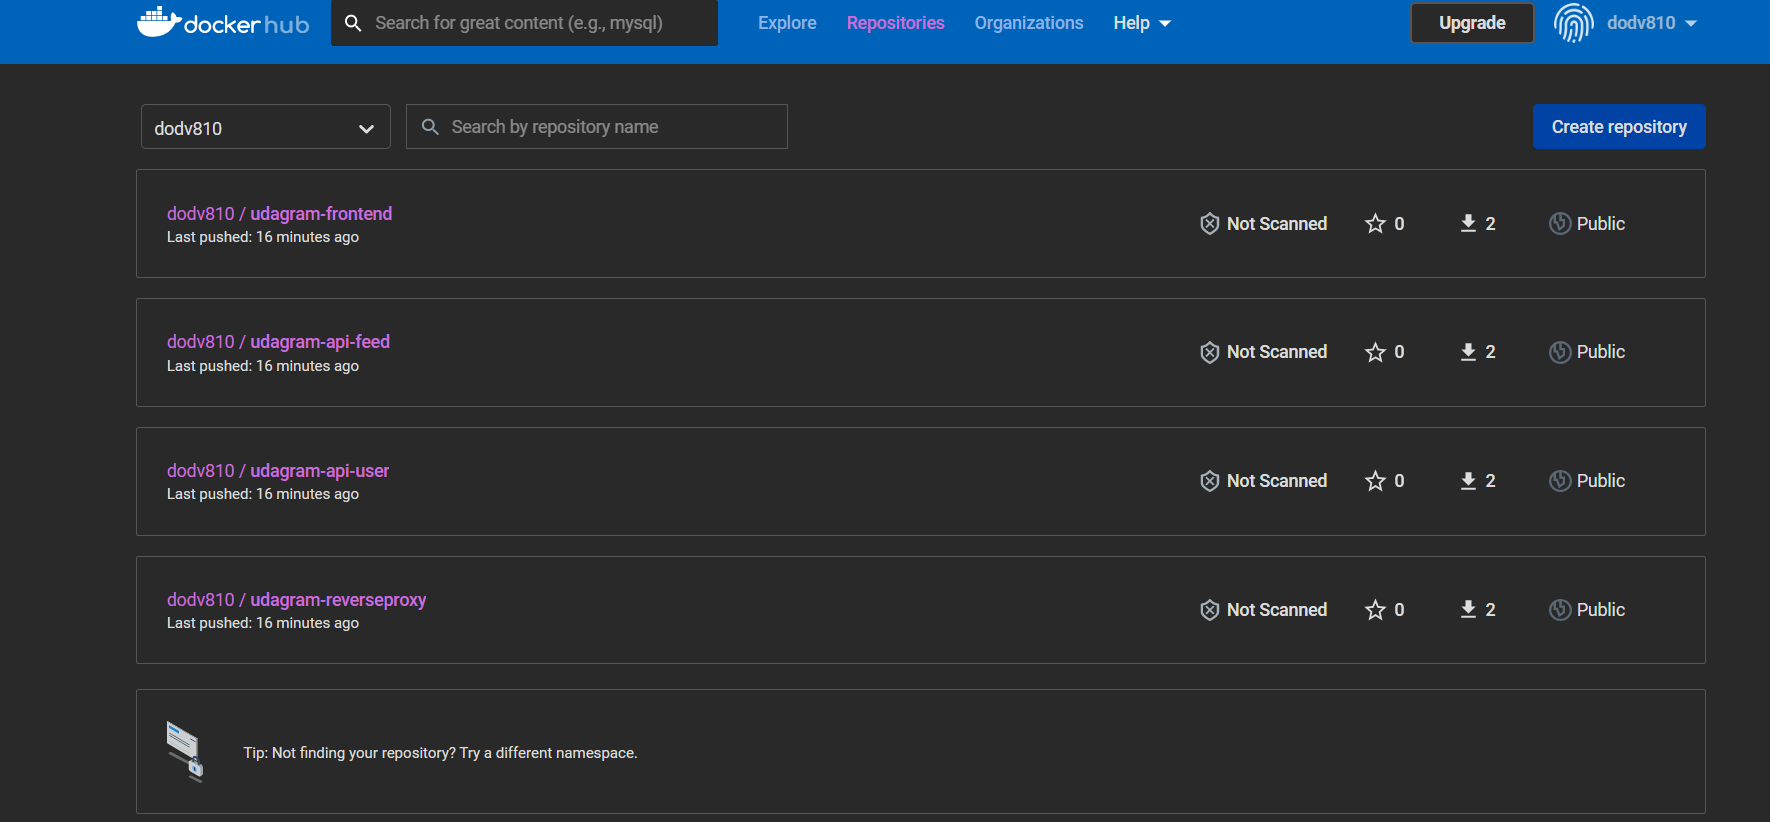 docker hub
Search for great content (e.g., mysql)
Explore
Repositories
Organizations
Help
Upgrade
dodv810
dodv810
Search by repository name
Create repository
dodv810 / udagram-frontend
Last pushed: 16 minutes ago
Not Scanned
0
2
Public
dodv810 / udagram-api-feed
Last pushed: 16 minutes ago
Not Scanned
0
2
Public
dodv810 / udagram-api-user
Last pushed: 16 minutes ago
Not Scanned
0
2
Public
dodv810 / udagram-reverseproxy
Last pushed: 16 minutes ago
Not Scanned
0
2
Public
Tip: Not finding your repository? Try a different namespace.